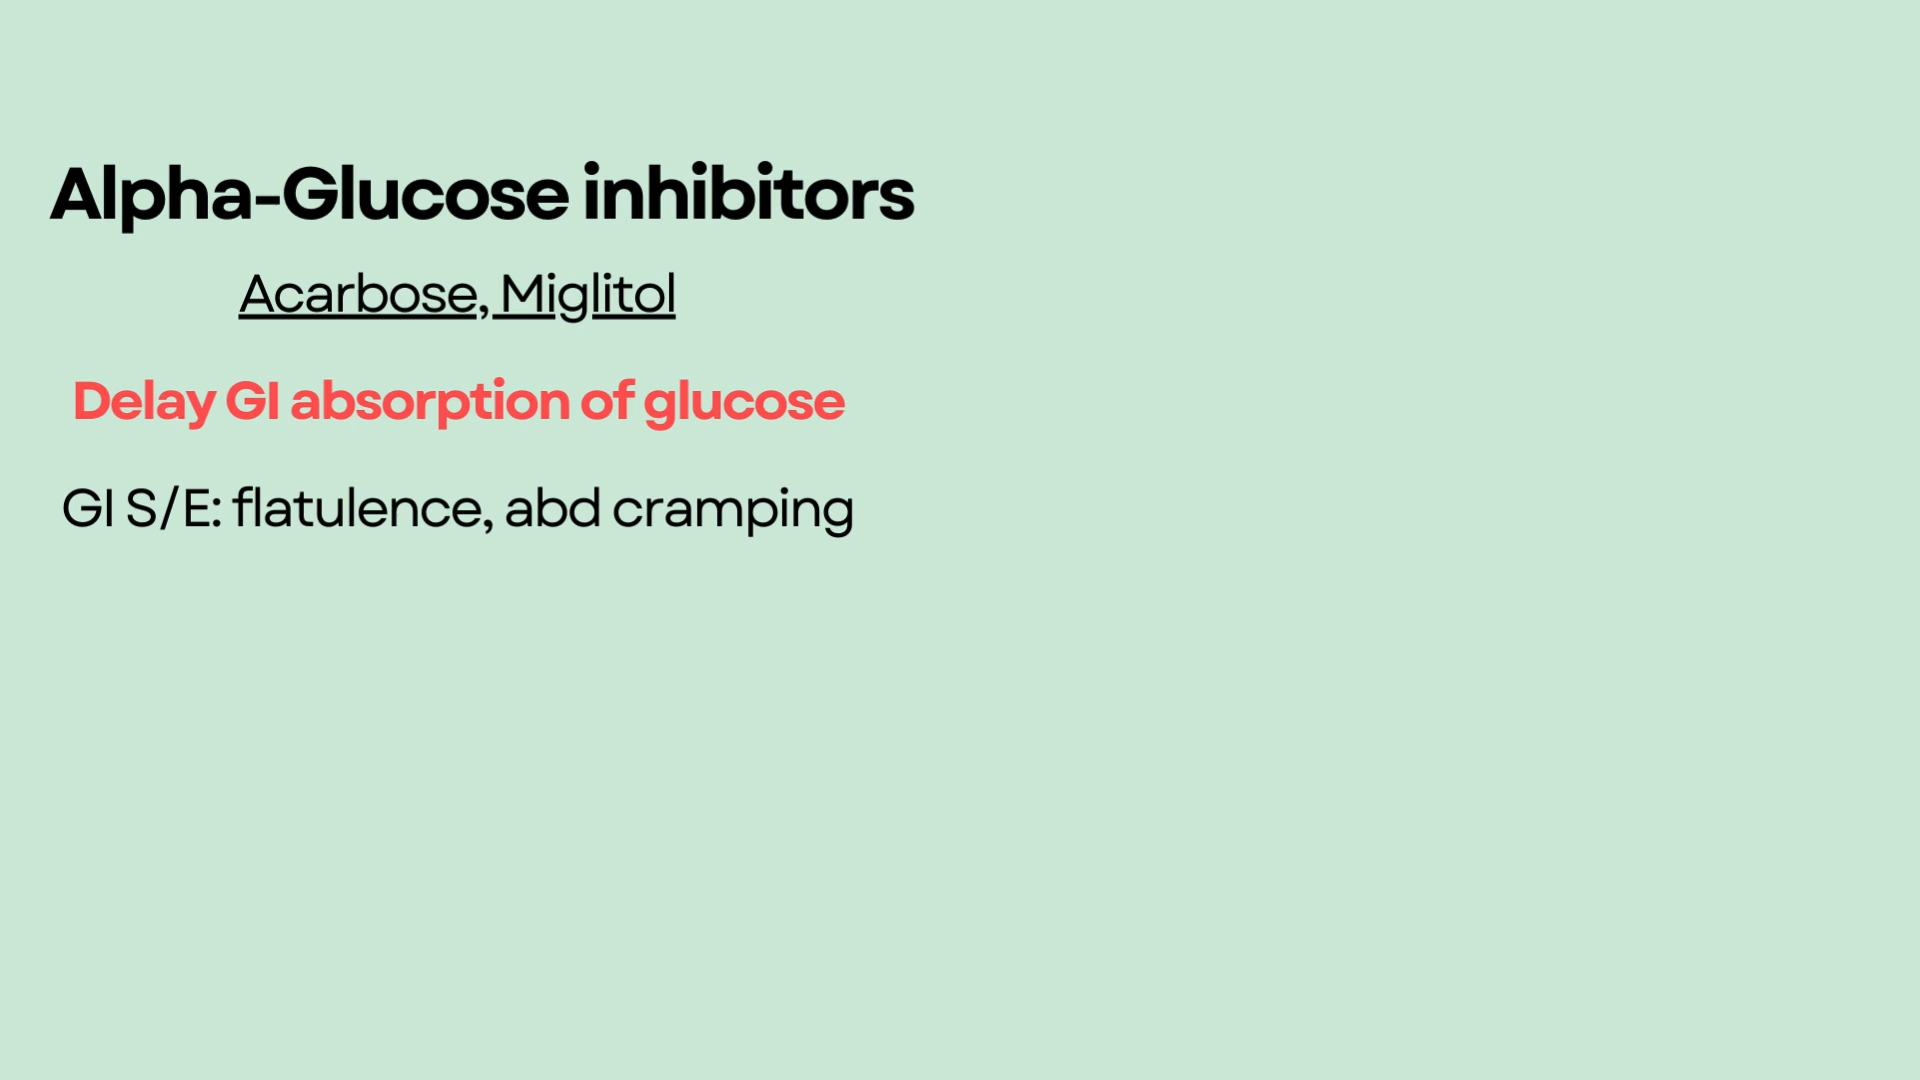 Alpha-Glucose inhibitors
Acarbose, Miglitol
Delay GI absorption of glucose
GI S/E: flatulence, abd cramping